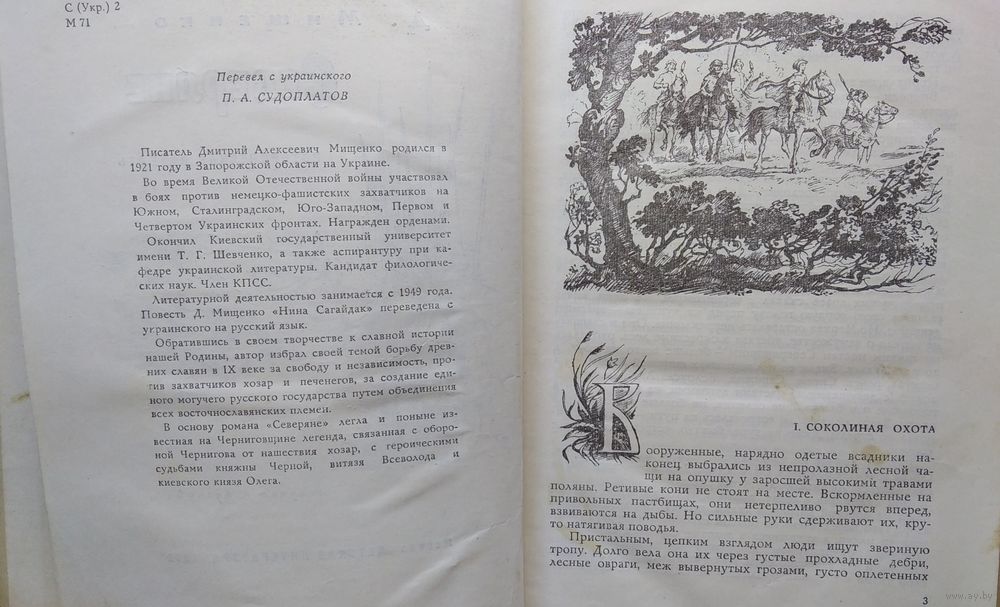 С (Укр.) 2
М 71
Перевел с украинского
П. А. СУДОПЛАТОВ
Писатель Дмитрий Алексеевич Мищенко родился в
1921 году в Запорожской области на Украине.
Во время Великой Отечественной войны участвовал
в боях против немецко-фашистских захватчиков на
Южном, Сталинградском, Юго-Западном, Первом и
Четвертом Украинских фронтах. Награжден орденами.
Окончил Киевский государственный университет
имени Т. Г. Шевченко, а также аспирантуру при ка-
федре украинской литературы. Кандидат филологиче-
ских наук. Член КПСС.
Литературной деятельностью занимается с 1949 года.
Повесть Д. Мищенко «Нина Сагайдак» переведена с
украинского на русский язык.
Обратившись в своем творчестве к славной истории
нашей Родины, автор избрал своей темой борьбу древ-
них славян в IX веке за свободу и независимость, про-
тив захватчиков хозар и печенегов, за создание еди-
ного могучего русского государства путем объединения
всех восточнославянских племен.
В основу романа «Северяне» легла и поныне из-
вестная на Черниговщине легенда, связанная с оборо-
ной Чернигова от нашествия хозар, с героическими
судьбами княжны Черной, витязя Всеволода и
киевского князя Олега.
I. СОКОЛИНАЯ ОХОТА
Вооруженные, нарядно одетые всадники на-
конец выбрались из непролазной лесной ча-
щи на опушку у заросшей высокими травами
поляны. Ретивые кони не стоят на месте. Вскормленные на
привольных пастбищах, они нетерпеливо рвутся вперед,
взвиваются на дыбы. Но сильные руки сдерживают их, кру-
то натягивая поводья.
Пристальным, цепким взглядом люди ищут звериную
тропу. Долго вела она их через густые прохладные дебри,
лесные овраги, меж вывернутых грозами, густо оплетенных
3
www.ay.by